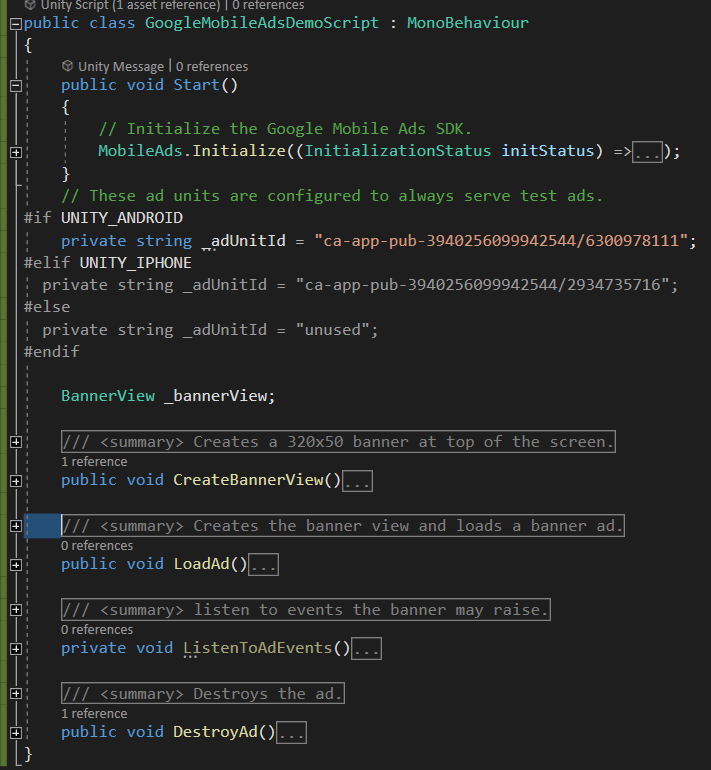 Unity Script (1 asset reference) | 0 references
public class GoogleMobileAdsDemoScript : MonoBehaviour
{
Unity Message | 0 references
public void Start()
{
// Initialize the Google Mobile Ads SDK.
MobileAds.Initialize((InitializationStatus initStatus) =>...);
}
// These ad units are configured to always serve test ads.
#if UNITY_ANDROID
private string _adUnitId = "ca-app-pub-3940256099942544/6300978111";
#elif UNITY_IPHONE
private string _adUnitId = "ca-app-pub-3940256099942544/2934735716";
#else
private string _adUnitId = "unused";
#endif
BannerView _bannerView;
/// <summary> Creates a 320x50 banner at top of the screen.
1 reference
public void CreateBannerView()...
/// <summary> Creates the banner view and loads a banner ad.
0 references
public void LoadAd()...
/// <summary> listen to events the banner may raise.
0 references
private void ListenToAdEvents()...
/// <summary> Destroys the ad.
1 reference
public void DestroyAd()...
}